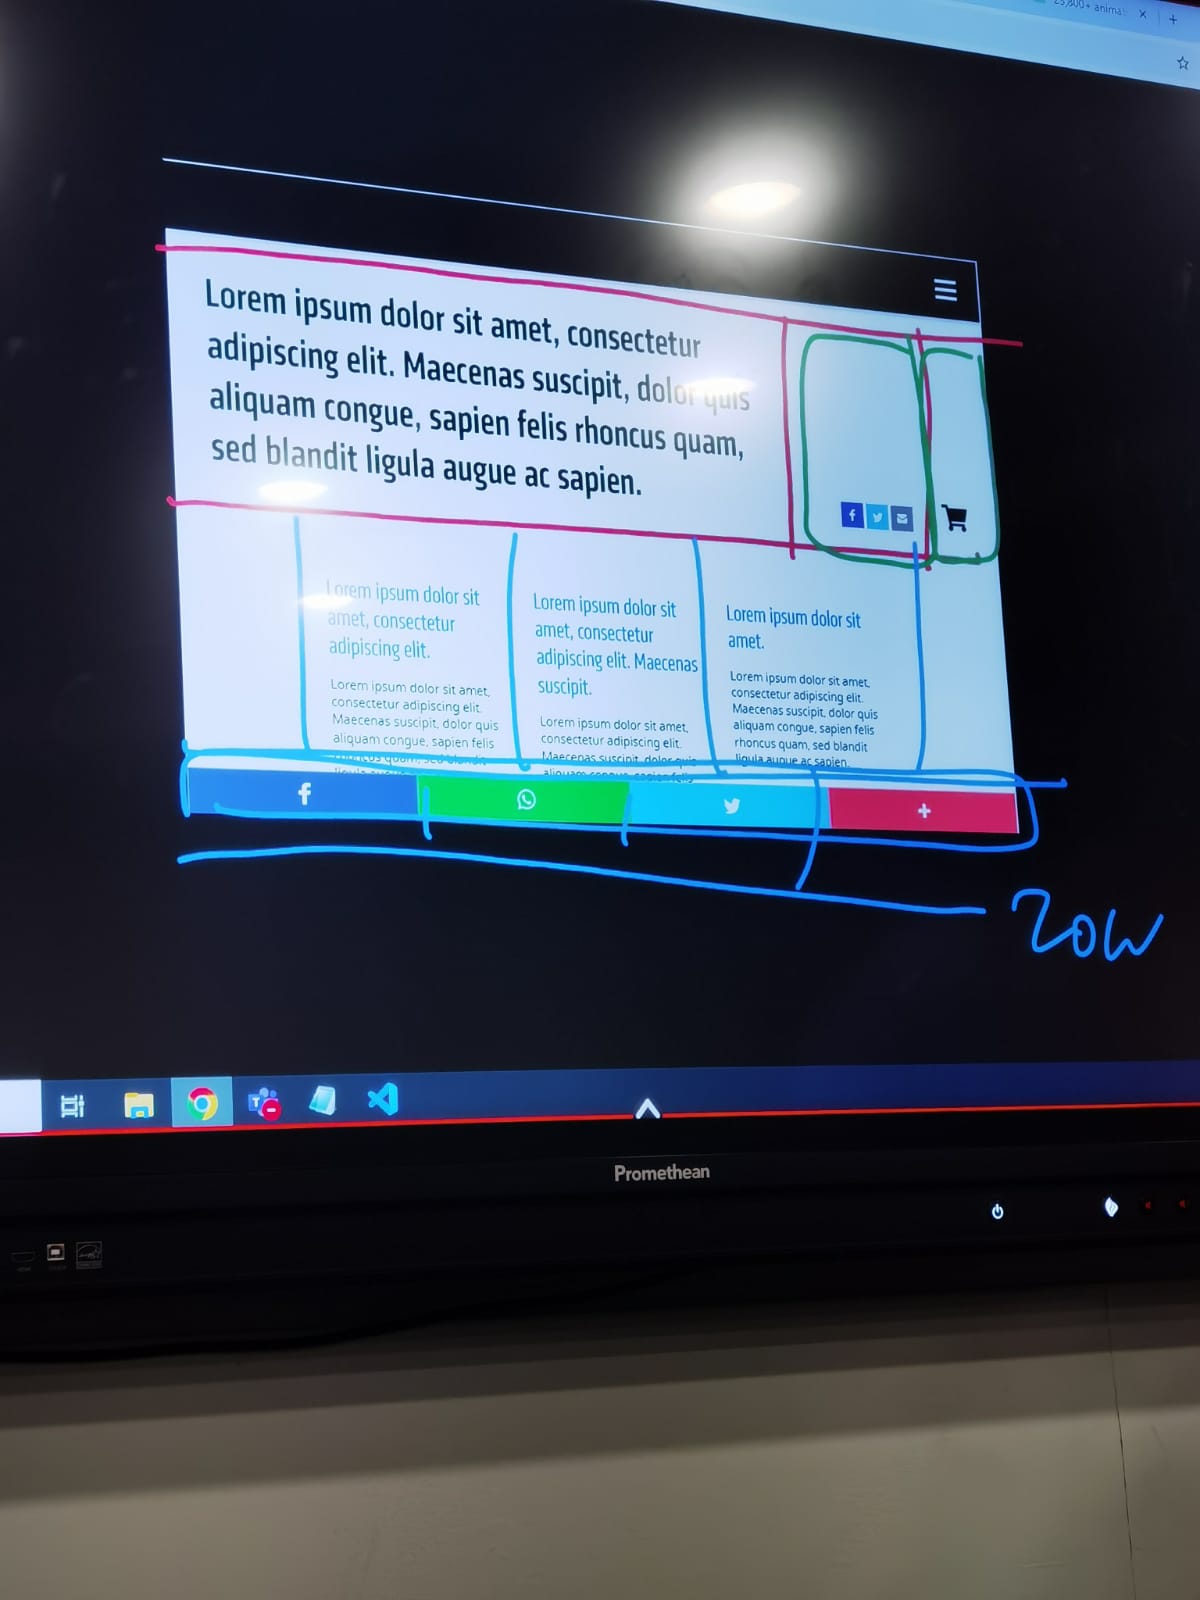 25,800+ anima
Lorem ipsum dolor sit amet, consectetur
adipiscing elit. Maecenas suscipit, dolor quis
aliquam congue, sapien felis rhoncus quam,
sed blandit ligula augue ac sapien.
Lorem ipsum dolor sit
amet, consectetur
adipiscing elit.
Lorem ipsum dolor sit amet,
consectetur adipiscing elit.
Maecenas suscipit, dolor quis
aliquam congue, sapien felis
rhoncus quam, sed blandit
Lorem ipsum dolor sit
amet, consectetur
adipiscing elit. Maecenas
suscipit.
Lorem ipsum dolor sit amet,
consectetur adipiscing elit.
Maecenas suscipit, dolor quis
aliquam congue, sapien felis
Lorem ipsum dolor sit
amet.
Lorem ipsum dolor sit amet,
consectetur adipiscing elit.
Maecenas suscipit, dolor quis
aliquam congue, sapien felis
rhoncus quam, sed blandit
ligula augue ac sapien.
row
Promethean